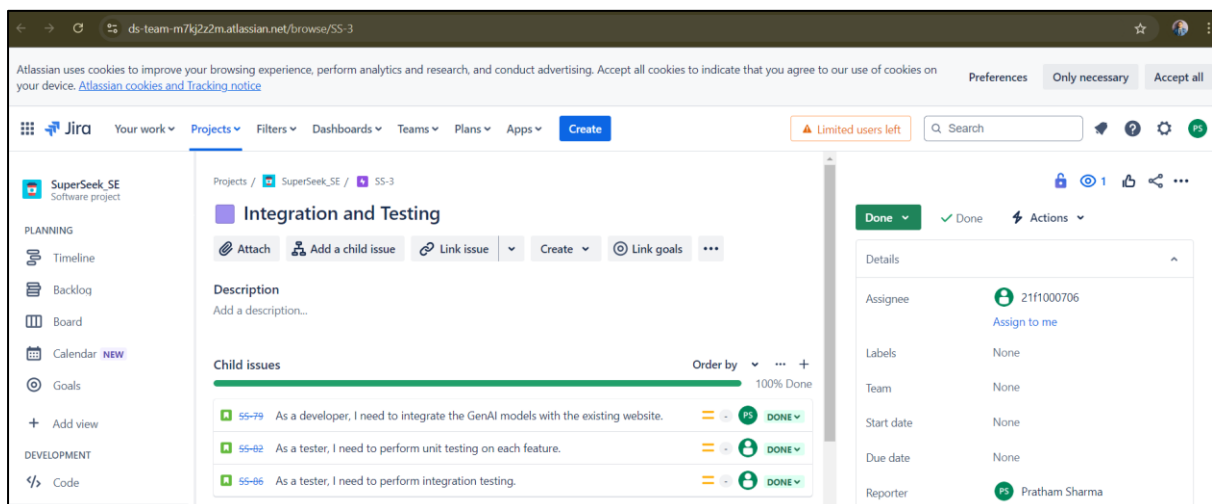 ds-team-m7kj2z2m.atlassian.net/browse/SS-3
Atlassian uses cookies to improve your browsing experience, perform analytics and research, and conduct advertising. Accept all cookies to indicate that you agree to our use of cookies on
your device. Atlassian cookies and Tracking notice
Preferences Only necessary Accept all
Jira Your work Projects Filters Dashboards Teams Plans Apps Create Limited users left Search PS
SuperSeek_SE
Software project
PLANNING
Timeline
Backlog
Board
Calendar NEW
Goals
Add view
DEVELOPMENT
Code
Projects / SuperSeek_SE / SS-3
Integration and Testing
Attach Add a child issue Link issue Create Link goals
Description
Add a description...
Child issues Order by
100% Done
SS-79 As a developer, I need to integrate the GenAI models with the existing website. PS DONE
SS-82 As a tester, I need to perform unit testing on each feature. DONE
SS-86 As a tester, I need to perform integration testing. DONE
1
Done Done Actions
Details
Assignee 21f1000706
Assign to me
Labels None
Team None
Start date None
Due date None
Reporter PS Pratham Sharma